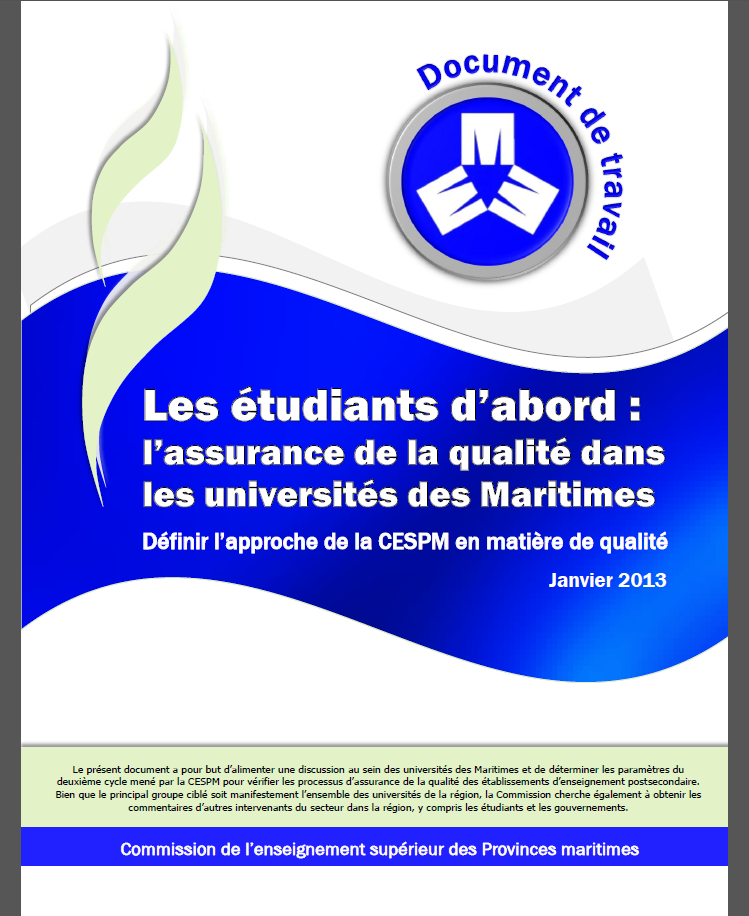 Document de travail
M
M
M
Les étudiants d’abord :
l’assurance de la qualité dans
les universités des Maritimes
Définir l’approche de la CESPM en matière de qualité
Janvier 2013
Le présent document a pour but d’alimenter une discussion au sein des universités des Maritimes et de déterminer les paramètres du
deuxième cycle mené par la CESPM pour vérifier les processus d’assurance de la qualité des établissements d’enseignement postsecondaire.
Bien que le principal groupe ciblé soit manifestement l’ensemble des universités de la région, la Commission cherche également à obtenir les
commentaires d’autres intervenants du secteur dans la région, y compris les étudiants et les gouvernements.
Commission de l’enseignement supérieur des Provinces maritimes